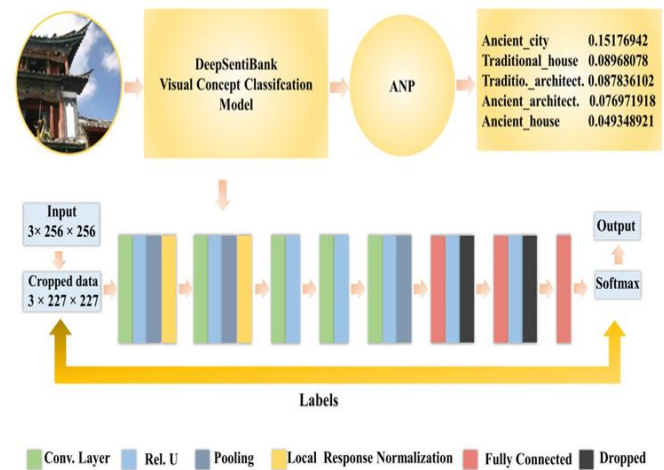 DeepSentiBank
Visual Concept Classifcation
Model
ANP
Ancient_city 0.15176942
Traditional_house 0.08968078
Traditio._architect. 0.087836102
Ancient_architect. 0.076971918
Ancient_house 0.049348921
Input
3× 256 × 256
Cropped data
3 × 227 × 227
Output
Softmax
Labels
Conv. Layer Rel. U Pooling Local Response Normalization Fully Connected Dropped